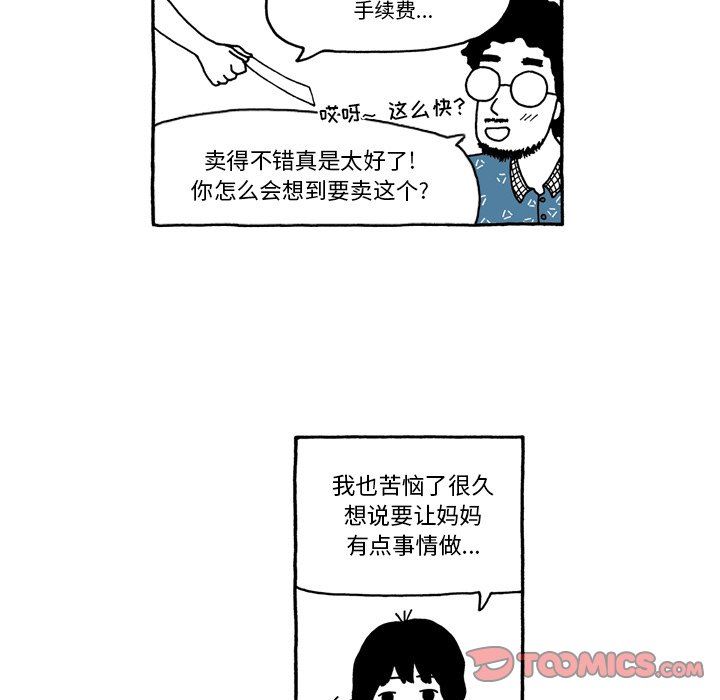 手续费...
哎呀~ 这么快?
卖得不错真是太好了!
你怎么会想到要卖这个?
我也苦恼了很久
想说要让妈妈
有点事情做...
TOOMICS.COM